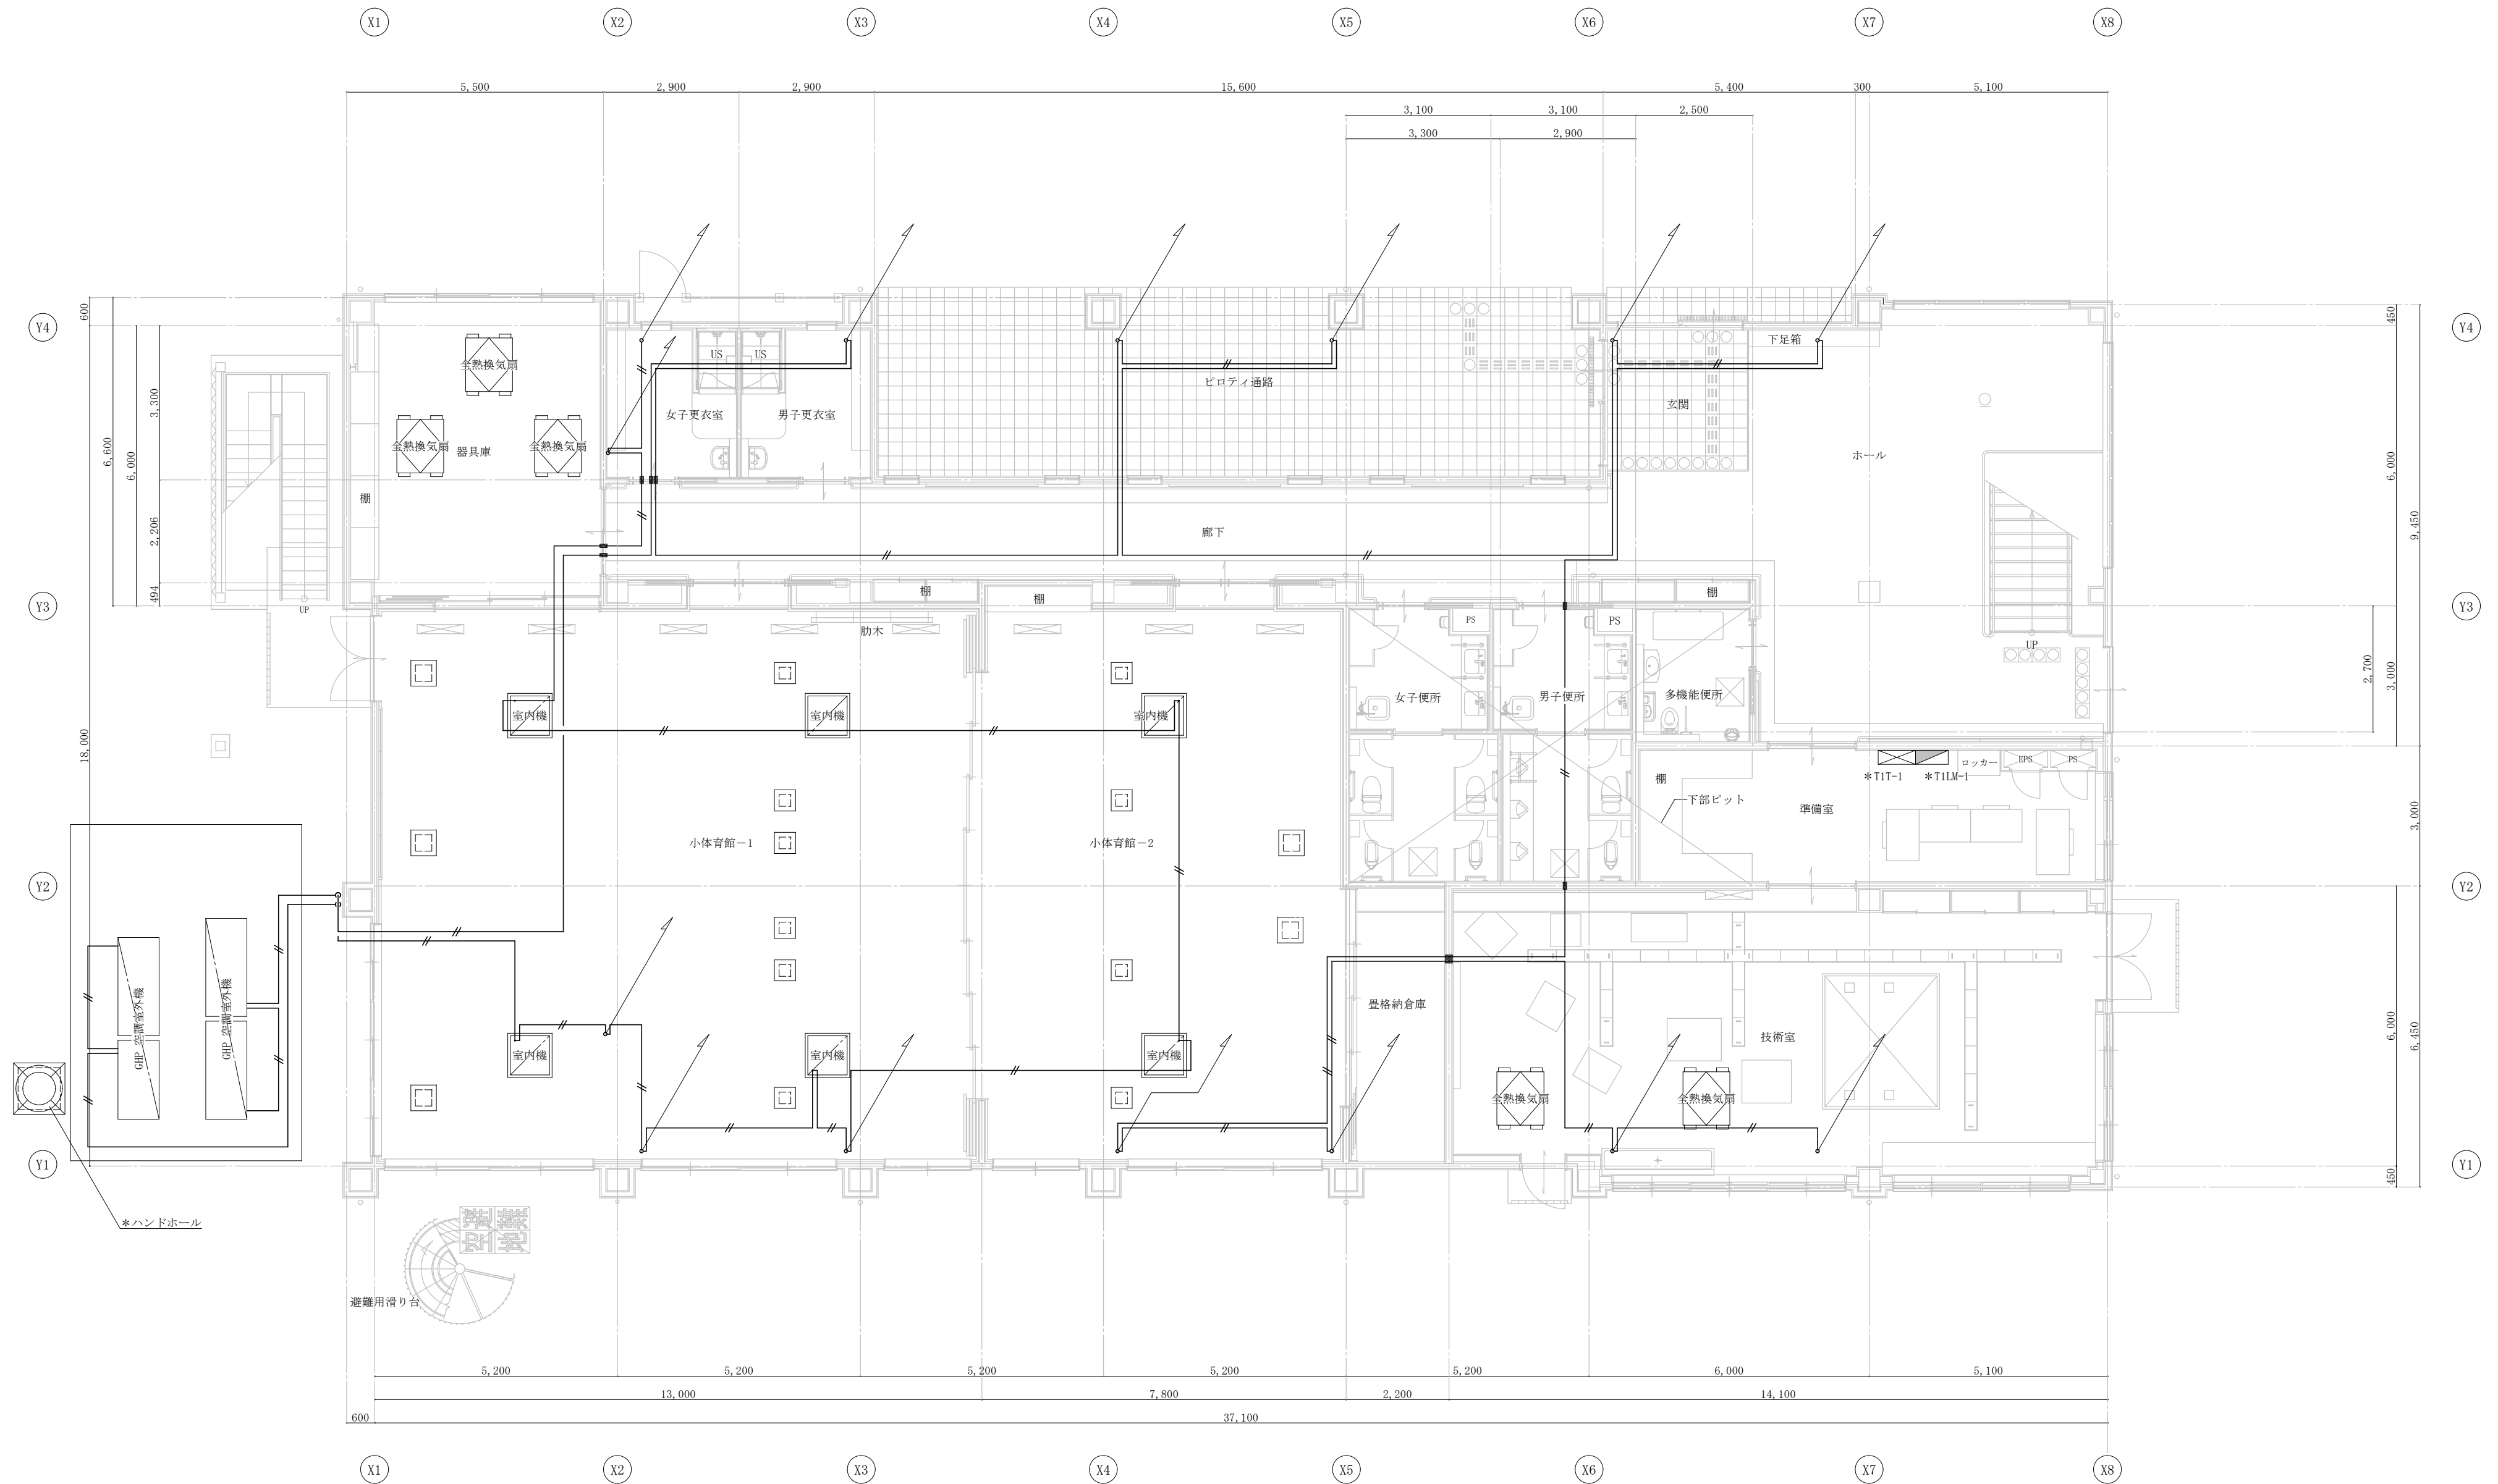 X1 X2 X3 X4 X5 X6 X7 X8
5,500 2,900 2,900 15,600 5,400 300 5,100
3,100 3,100 2,500
3,300 2,900
600
450
Y4
Y4
US US
下足箱
全熱換気扇
ピロティ通路
3,300
6,600
6,000
女子更衣室 男子更衣室
玄関
全熱換気扇 全熱換気扇
器具庫
ホール
6,000
棚
2,206
廊下
9,450
494
棚 棚 棚
Y3
UP
Y3
PS PS
肋木
UP
2,700
3,000
女子便所 男子便所 多機能便所
室内機 室内機 室内機
18,000
ロッカー EPS PS
＊T1T-1 ＊T1LM-1
棚
下部ピット
準備室
3,000
小体育館－1 小体育館－2
Y2
Y2
畳格納倉庫
GHP 空調室外機 GHP 空調室外機
技術室
6,000
6,450
室内機 室内機 室内機
全熱換気扇 全熱換気扇
Y1
Y1
450
＊ハンドホール
避難用滑り台
5,200 5,200 5,200 5,200 5,200 6,000 5,100
13,000 7,800 2,200 14,100
600 37,100
X1 X2 X3 X4 X5 X6 X7 X8